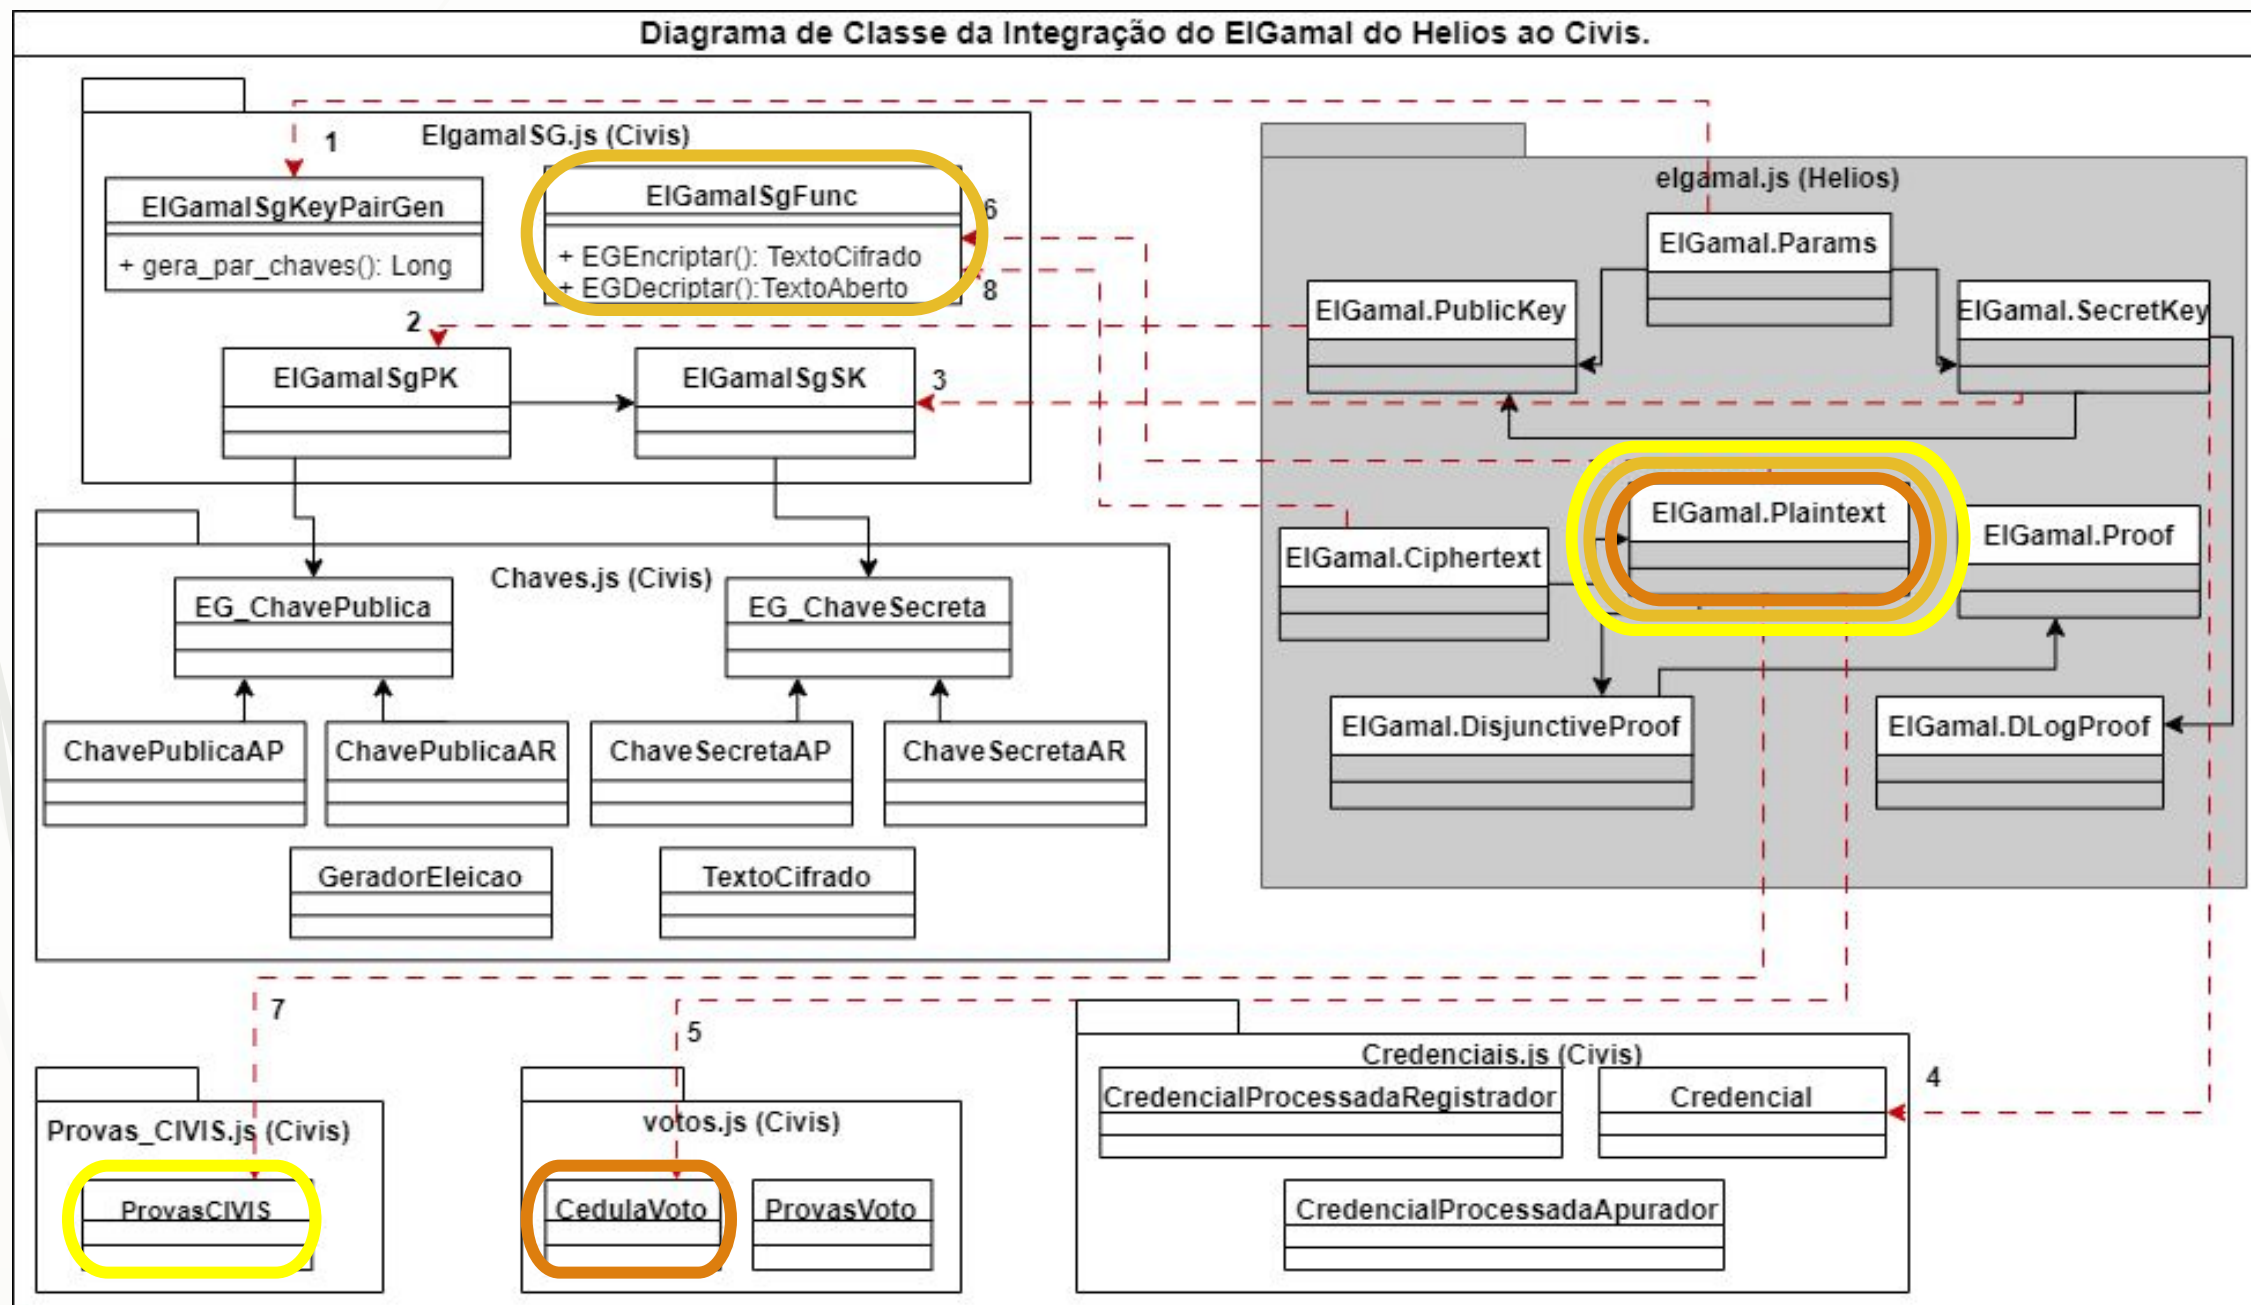 Diagrama de Classe da Integração do ElGamal do Helios ao Civis.
ElgamalSG.js (Civis)
1
ElGamalSgKeyPairGen
+ gera_par_chaves(): Long
ElGamalSgFunc
+ EGEncriptar(): TextoCifrado
+ EGDecriptar():TextoAberto
6
8
2
ElGamalSgPK
ElGamalSgSK
3
elgamal.js (Helios)
ElGamal.Params
ElGamal.PublicKey
ElGamal.SecretKey
ElGamal.Plaintext
ElGamal.Ciphertext
ElGamal.Proof
ElGamal.DisjunctiveProof
ElGamal.DLogProof
Chaves.js (Civis)
EG_ChavePublica
EG_ChaveSecreta
ChavePublicaAP
ChavePublicaAR
ChaveSecretaAP
ChaveSecretaAR
GeradorEleicao
TextoCifrado
7
Provas_CIVIS.js (Civis)
ProvasCIVIS
5
votos.js (Civis)
CedulaVoto
ProvasVoto
Credenciais.js (Civis)
CredencialProcessadaRegistrador
Credencial
4
CredencialProcessadaApurador